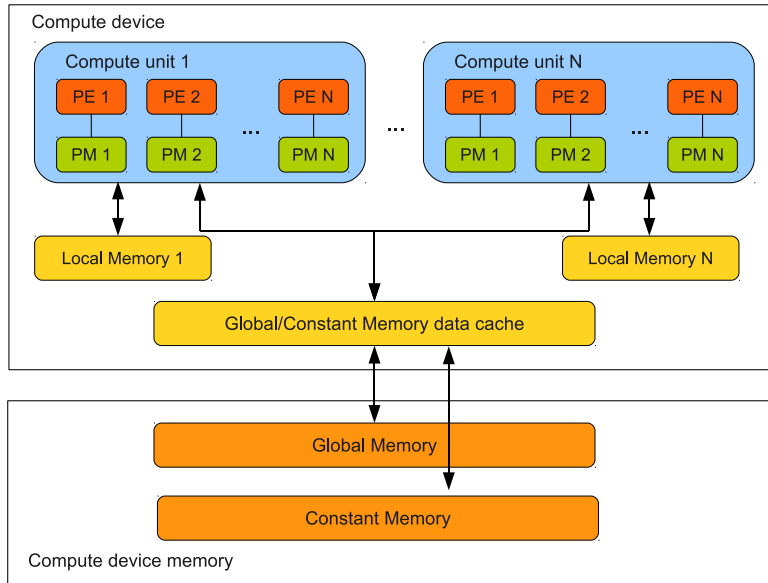 Compute device
Compute unit 1
Compute unit N
PE 1
PE 2
PE N
PE 1
PE 2
PE N
...
...
...
PM 1
PM 2
PM N
PM 1
PM 2
PM N
Local Memory 1
Local Memory N
Global/Constant Memory data cache
Global Memory
Constant Memory
Compute device memory